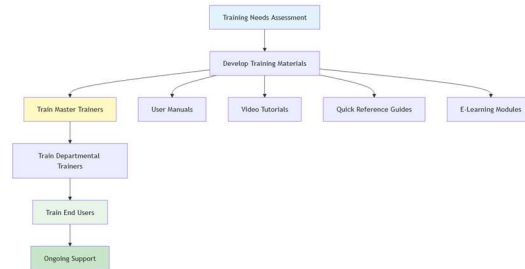 Training Needs Assessment
Develop Training Materials
Train Master Trainers
User Manuals
Video Tutorials
Quick Reference Guides
E-Learning Modules
Train Departmental
Trainers
Train End Users
Ongoing Support